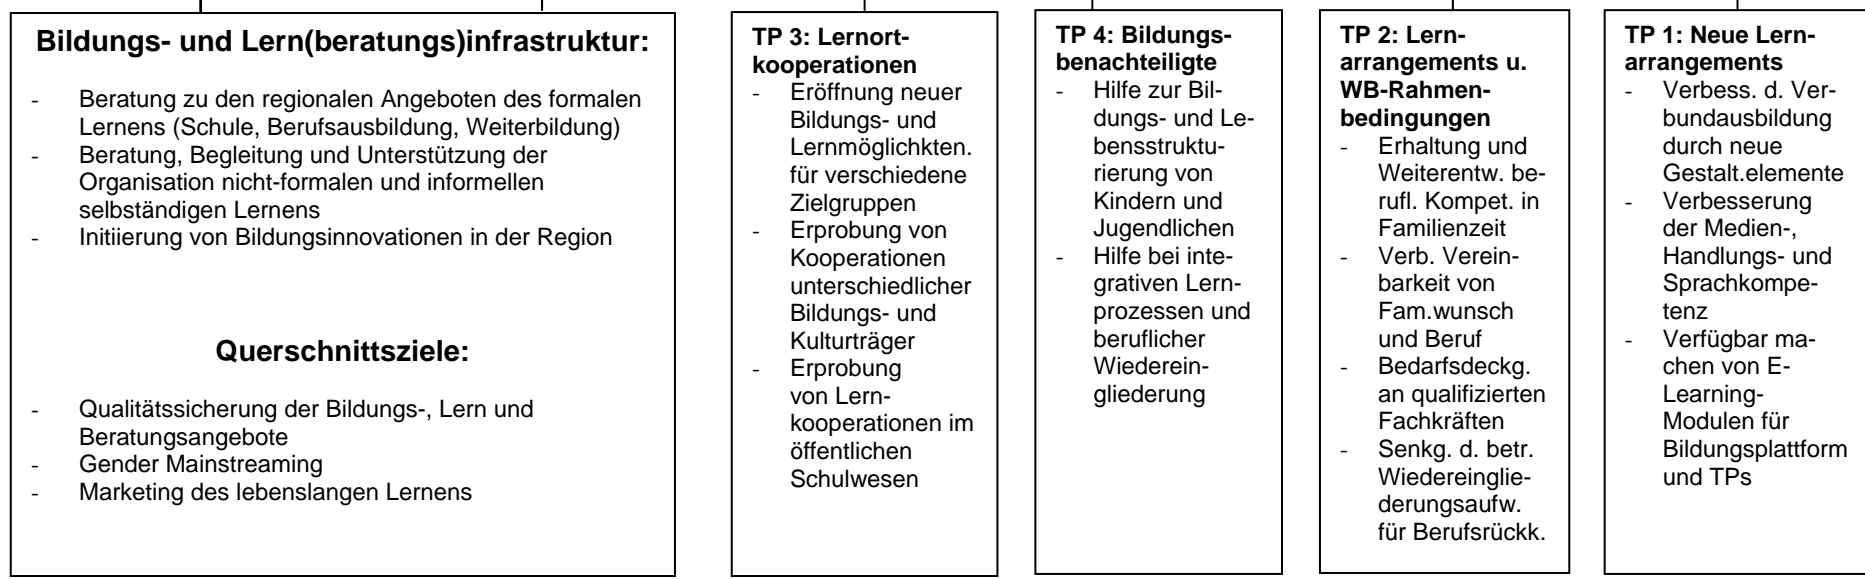 Bildungs- und Lern(beratungs)infrastruktur:
- Beratung zu den regionalen Angeboten des formalen
Lernens (Schule, Berufsausbildung, Weiterbildung)
- Beratung, Begleitung und Unterstützung der
Organisation nicht-formalen und informellen
selbständigen Lernens
- Initiierung von Bildungsinnovationen in der Region
Querschnittsziele:
- Qualitätssicherung der Bildungs-, Lern und
Beratungsangebote
- Gender Mainstreaming
- Marketing des lebenslangen Lernens
TP 3: Lernort-
kooperationen
- Eröffnung neuer
Bildungs- und
Lernmöglichkten.
für verschiedene
Zielgruppen
- Erprobung von
Kooperationen
unterschiedlicher
Bildungs- und
Kulturträger
- Erprobung
von Lern-
kooperationen im
öffentlichen
Schulwesen
TP 4: Bildungs-
benachteiligte
- Hilfe zur Bil-
dungs- und Le-
bensstruktu-
rierung von
Kindern und
Jugendlichen
- Hilfe bei inte-
grativen Lern-
prozessen und
beruflicher
Wiederein-
gliederung
TP 2: Lern-
arrangements u.
WB-Rahmen-
bedingungen
- Erhaltung und
Weiterentw. be-
rufl. Kompet. in
Familienzeit
- Verb. Verein-
barkeit von
Fam.wunsch
und Beruf
- Bedarfsdeckg.
an qualifizierten
Fachkräften
- Senkg. d. betr.
Wiedereinglie-
derungsaufw.
für Berufsrückk.
TP 1: Neue Lern-
arrangements
- Verbess. d. Ver-
bundausbildung
durch neue
Gestalt.elemente
- Verbesserung
der Medien-,
Handlungs- und
Sprachkompe-
tenz
- Verfügbar ma-
chen von E-
Learning-
Modulen für
Bildungsplattform
und TPs